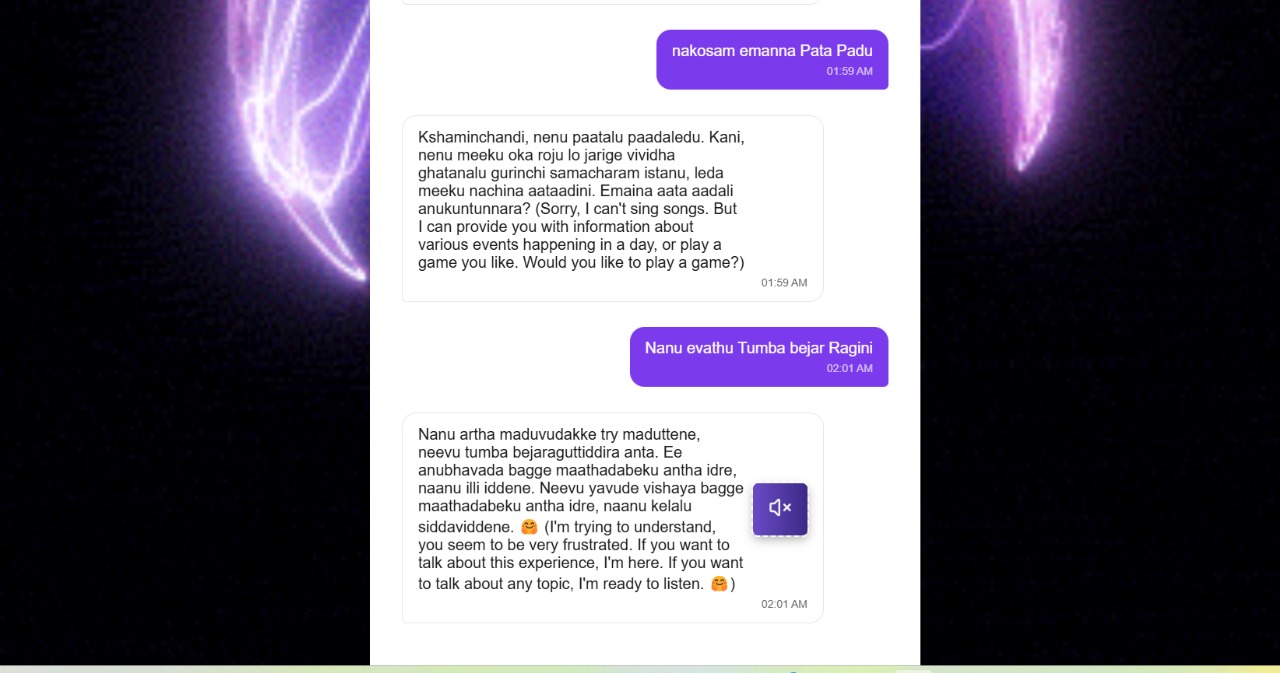 nakosam emanna Pata Padu
01:59 AM
Kshaminchandi, nenu paatalu paadaledu. Kani,
nenu meeku oka roju lo jarige vividha
ghatanalu gurinchi samacharam istanu, leda
meeku nachina aataadini. Emaina aata aadali
anukuntunnara? (Sorry, I can't sing songs. But
I can provide you with information about
various events happening in a day, or play a
game you like. Would you like to play a game?)
01:59 AM
Nanu evathu Tumba bejar Ragini
02:01 AM
Nanu artha maduvudakke try maduttene,
neevu tumba bejaraguttiddira anta. Ee
anubhavada bagge maathadabeku antha idre,
naanu illi iddene. Neevu yavude vishaya bagge
maathadabeku antha idre, naanu kelalu
siddaviddene. 🤗 (I'm trying to understand,
you seem to be very frustrated. If you want to
talk about this experience, I'm here. If you want
to talk about any topic, I'm ready to listen. 🤗)
02:01 AM